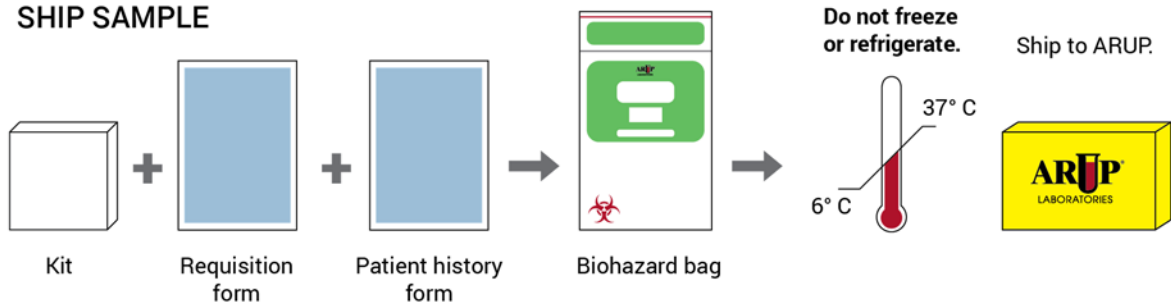 SHIP SAMPLE
Do not freeze
or refrigerate.
Ship to ARUP.
ARUP
37° C
6° C
ARUP®
LABORATORIES
Kit
Requisition
form
Patient history
form
Biohazard bag